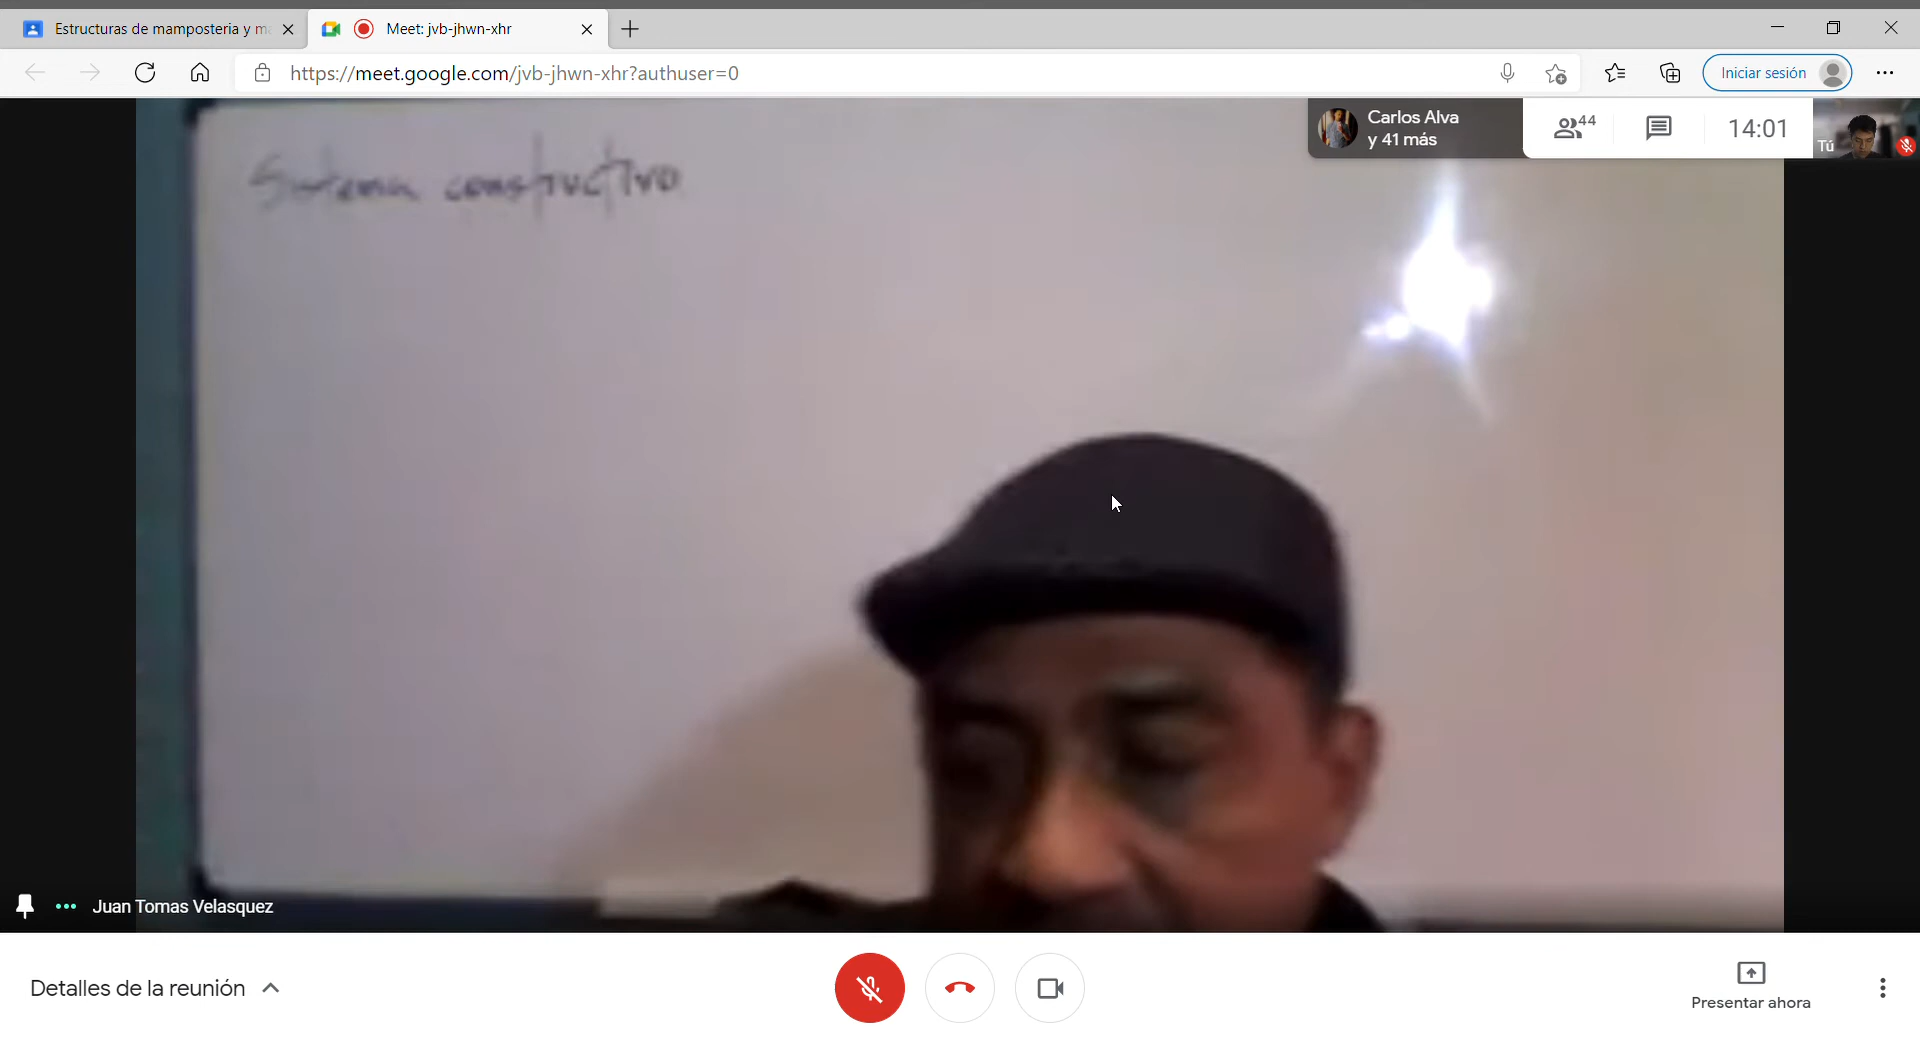 Estructuras de mamposteria y m
Meet: jvb-jhwn-xhr
https://meet.google.com/jvb-jhwn-xhr?authuser=0
Iniciar sesión
Carlos Alva
y 41 más
44
14:01
Tú
Sistema constructivo
Juan Tomas Velasquez
Detalles de la reunión
Presentar ahora